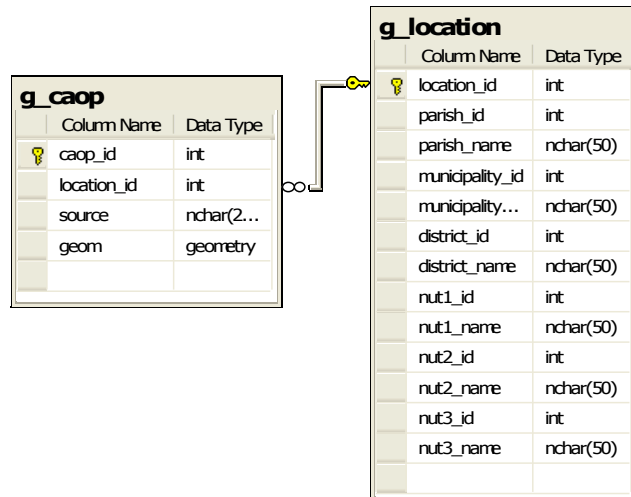 g_caop
Column Name Data Type
caop_id int
location_id int
source nchar(2...
geom geometry
g_location
Column Name Data Type
location_id int
parish_id int
parish_name nchar(50)
municipality_id int
municipality... nchar(50)
district_id int
district_name nchar(50)
nut1_id int
nut1_name nchar(50)
nut2_id int
nut2_name nchar(50)
nut3_id int
nut3_name nchar(50)